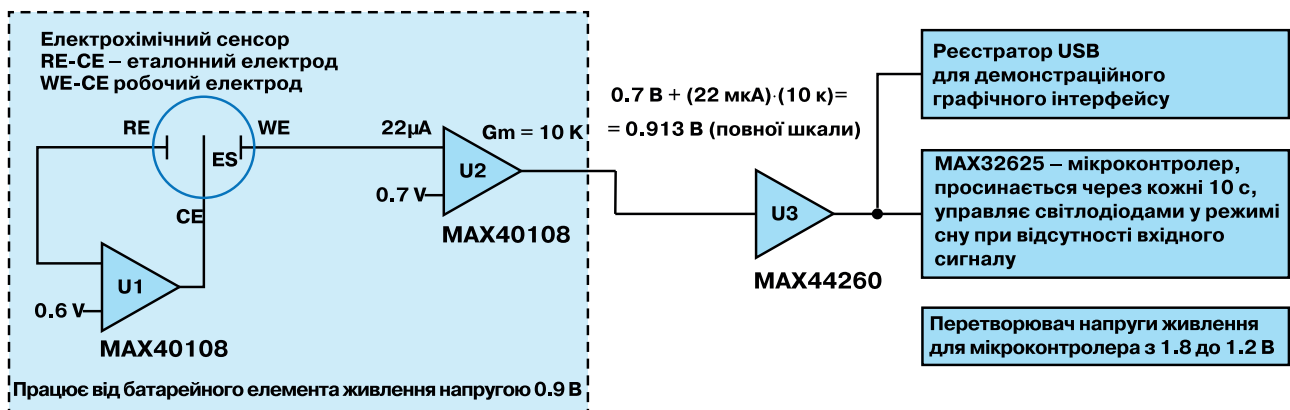 Електрохімічний сенсор
RE-CE – еталонний електрод
WE-CE робочий електрод
RE
WE
ES
CE
22μA
Gm = 10 K
U2
0.7 V
MAX40108
U1
0.6 V
MAX40108
Працює від батарейного елемента живлення напругою 0.9 В
0.7 В + (22 мкА)·(10 к)=
= 0.913 В (повної шкали)
U3
MAX44260
Реєстратор USB
для демонстраційного
графічного інтерфейсу
MAX32625 – мікроконтролер,
просинається через кожні 10 с,
управляє світлодіодами у режимі
сну при відсутності вхідного
сигналу
Перетворювач напруги живлення
для мікроконтролера з 1.8 до 1.2 В